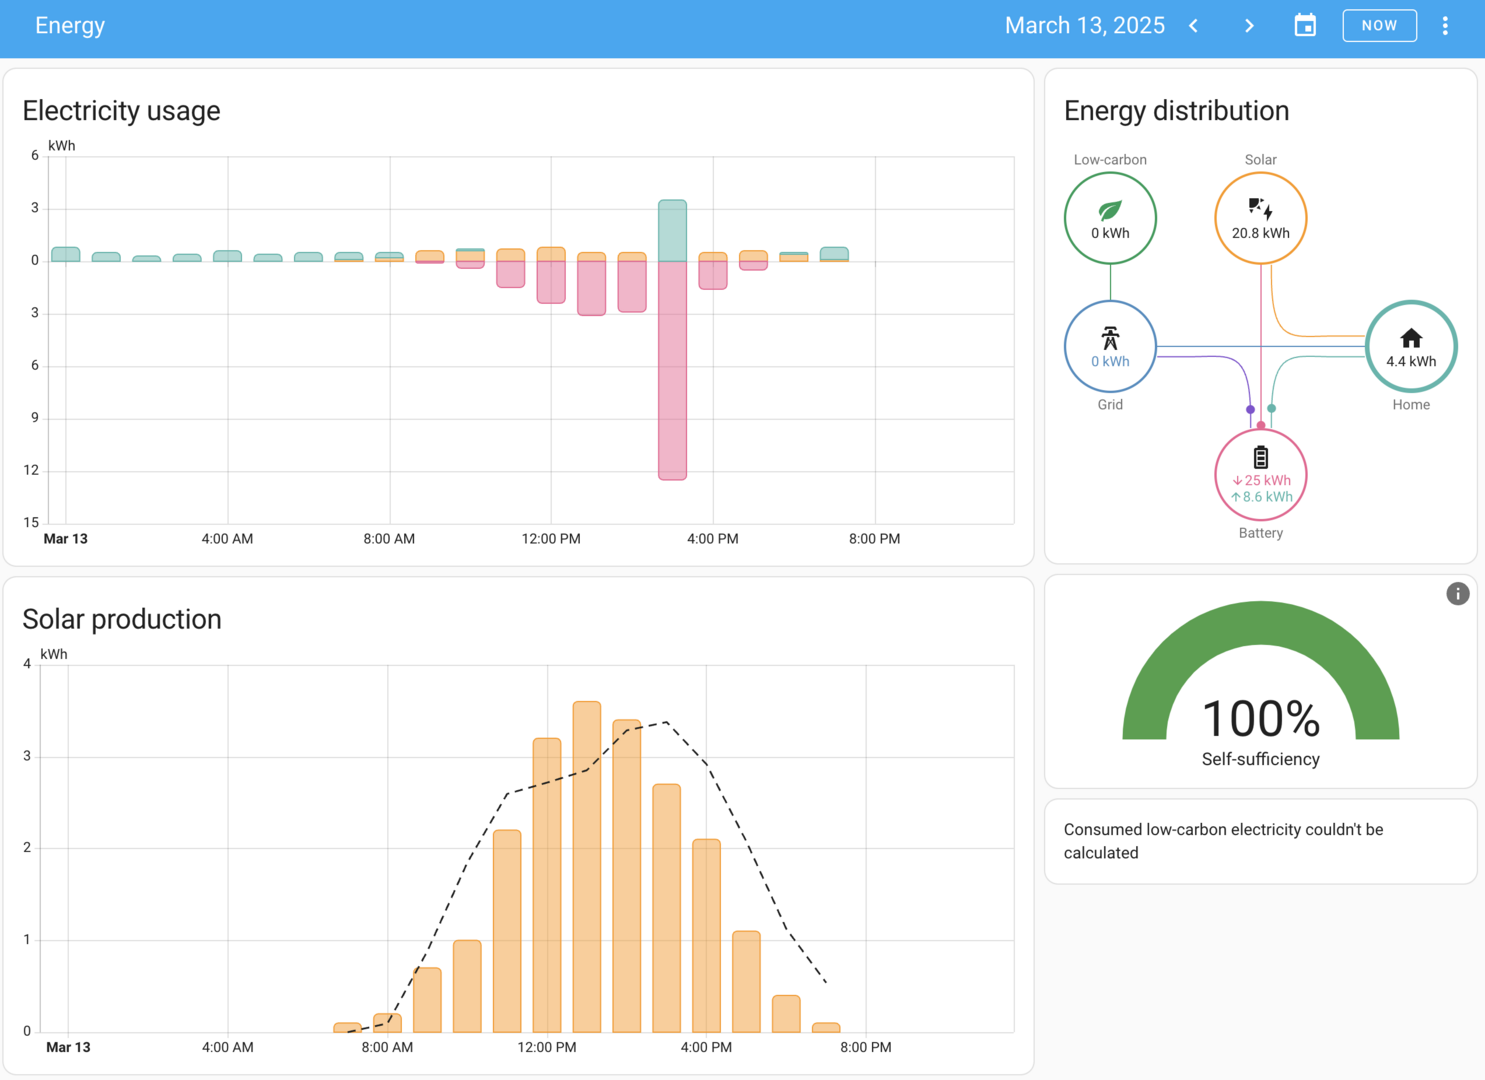 Energy
March 13, 2025
NOW
Electricity usage
kWh
6
3
0
3
6
9
12
15
Mar 13
4:00 AM
8:00 AM
12:00 PM
4:00 PM
8:00 PM
Energy distribution
Low-carbon
Solar
0 kWh
20.8 kWh
0 kWh
4.4 kWh
Grid
Home
↓25 kWh
↑8.6 kWh
Battery
Solar production
kWh
4
3
2
1
0
Mar 13
4:00 AM
8:00 AM
12:00 PM
4:00 PM
8:00 PM
i
100%
Self-sufficiency
Consumed low-carbon electricity couldn't be
calculated